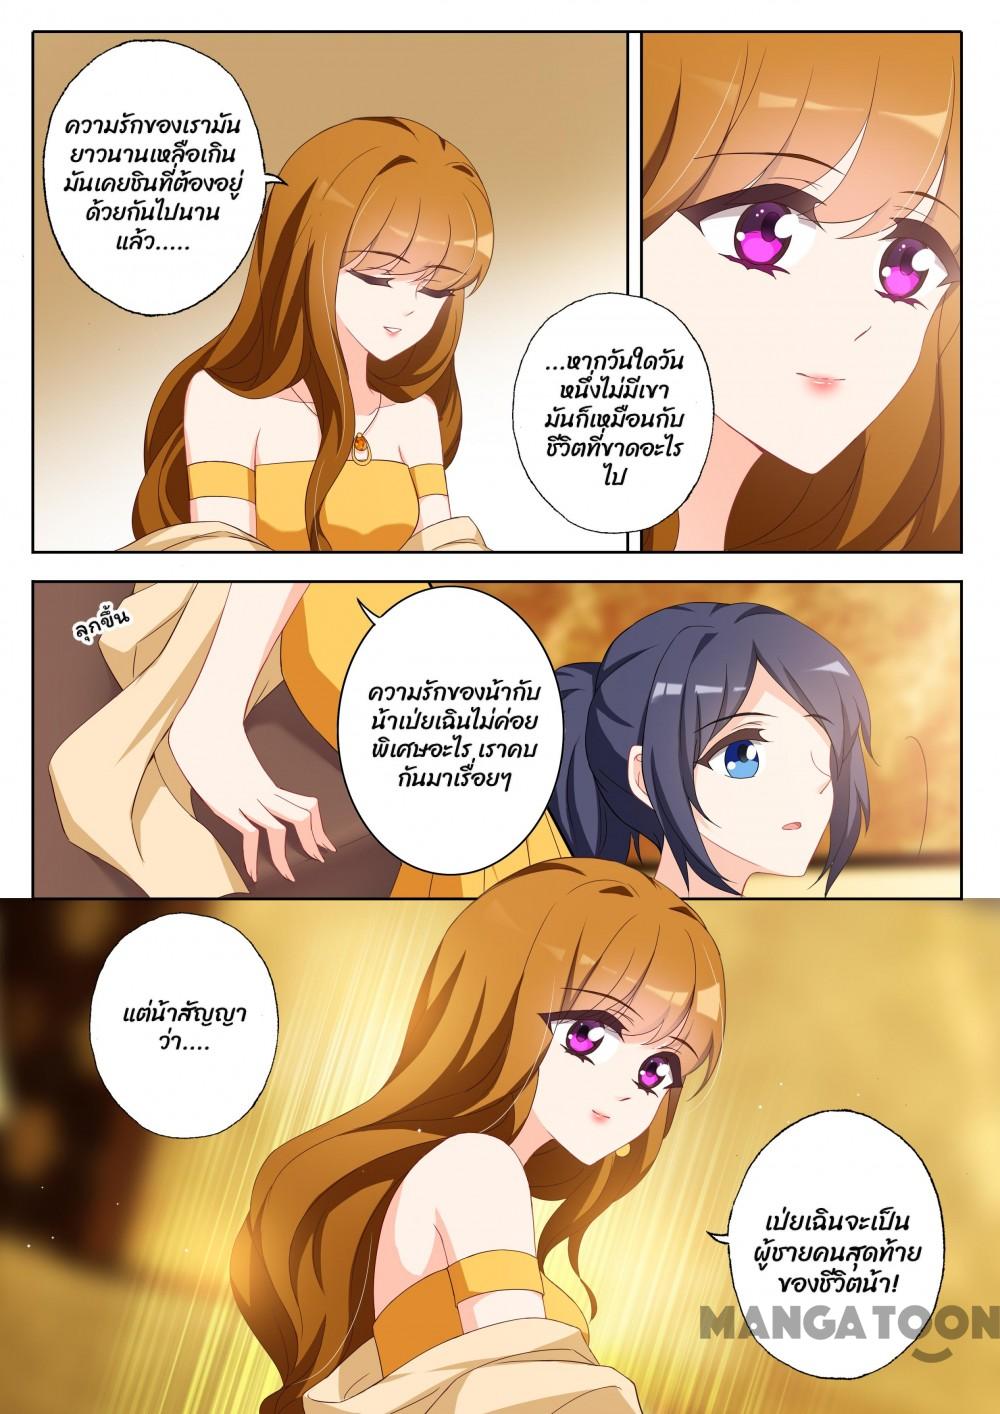 ความรักของเรามัน
ยาวนานเหลือเกิน
มันเคยชินที่ต้องอยู่
ด้วยกันไปนาน
แล้ว.....
...หากวันใดวัน
หนึ่งไม่มีเขา
มันก็เหมือนกับ
ชีวิตที่ขาดอะไร
ไป
ลุกขึ้น
ความรักของน้ากับ
น้าเป่ยเฉินไม่ค่อย
พิเศษอะไร เราคบ
กันมาเรื่อยๆ
แต่น้าสัญญา
ว่า....
เป่ยเฉินจะเป็น
ผู้ชายคนสุดท้าย
ของชีวิตน้า!
MANGATOON